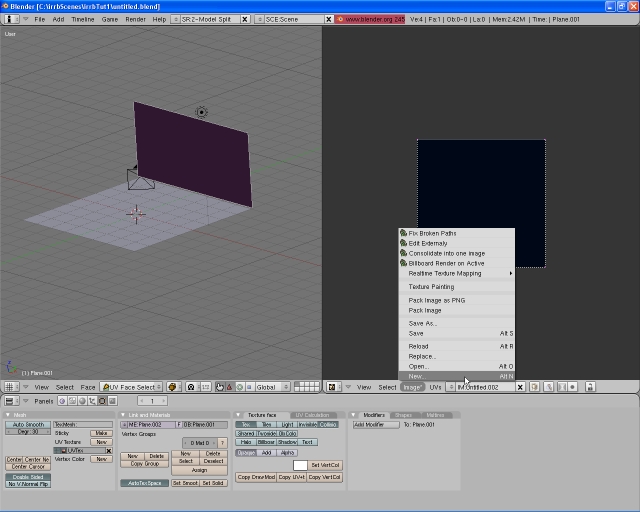 Blender [C:\irrbScenes\irrbTut1\untitled.blend]
File Add Timeline Game Render Help SR:2-Model Split SCE:Scene www.blender.org 245 Ve:4 | Fa:1 | Ob:0-0 | La:0 | Mem:2.42M | Time: | Plane.001
User
Fix Broken Paths
Edit Externaly
Consolidate into one image
Billboard Render on Active
Realtime Texture Mapping
Texture Painting
Pack Image as PNG
Pack Image
Save As...
Save Alt S
Reload Alt R
Replace...
Open... Alt O
New... Alt N
(1) Plane.001
View Select Face UV Face Select Global
View Select Image* UVs IM:Untitled.002
Panels 1
Mesh
Auto Smooth
Degr: 30
TexMesh:
Sticky Make
UV Texture New
UVTex
Vertex Color New
Center Center Ne
Center Cursor
Double Sided
No V.Normal Flip
Link and Materials
ME:Plane.002 F OB:Plane.001
Vertex Groups
0 Mat 0 ?
New Delete
Copy Group
New Delete
Select Deselect
Assign
AutoTexSpace Set Smoot Set Solid
Texture face UV Calculation
Tex Tiles Light Invisible Collision
Shared Twoside ObColor
Halo Billboard Shadow Text
Opaque Add Alpha
Set VertCol
Copy DrawMod Copy UV+t Copy VertCol
Modifiers Shapes Multires
Add Modifier To: Plane.001